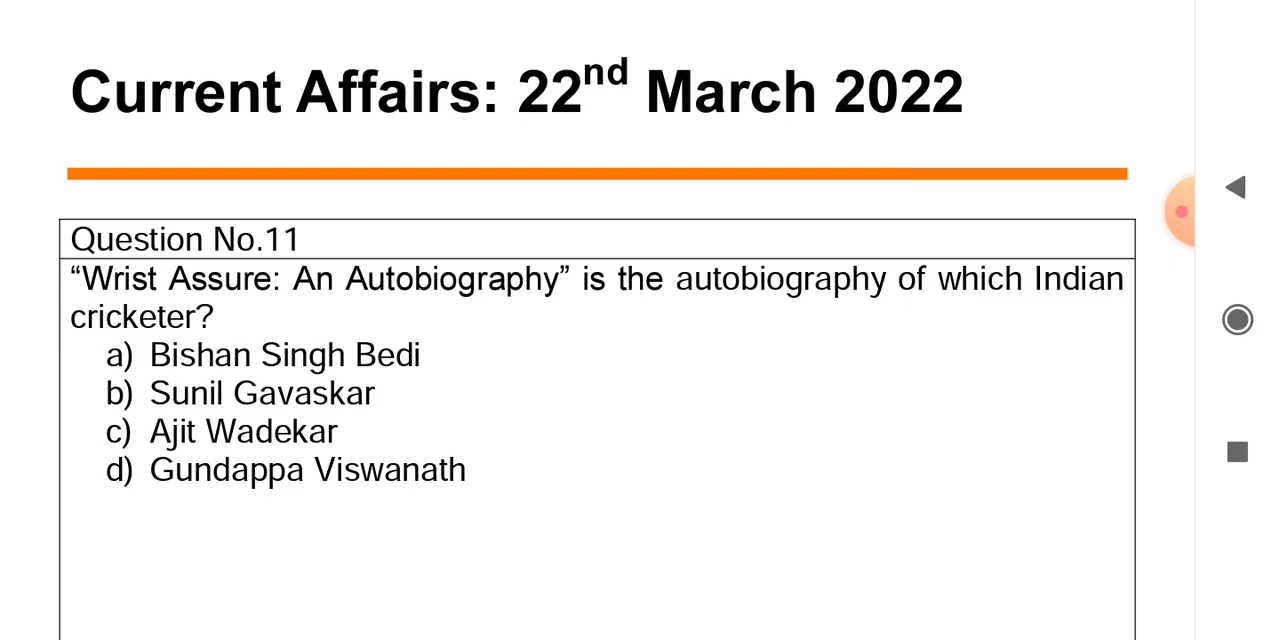 Current Affairs: 22nd March 2022
Question No.11
“Wrist Assure: An Autobiography” is the autobiography of which Indian
cricketer?
a) Bishan Singh Bedi
b) Sunil Gavaskar
c) Ajit Wadekar
d) Gundappa Viswanath